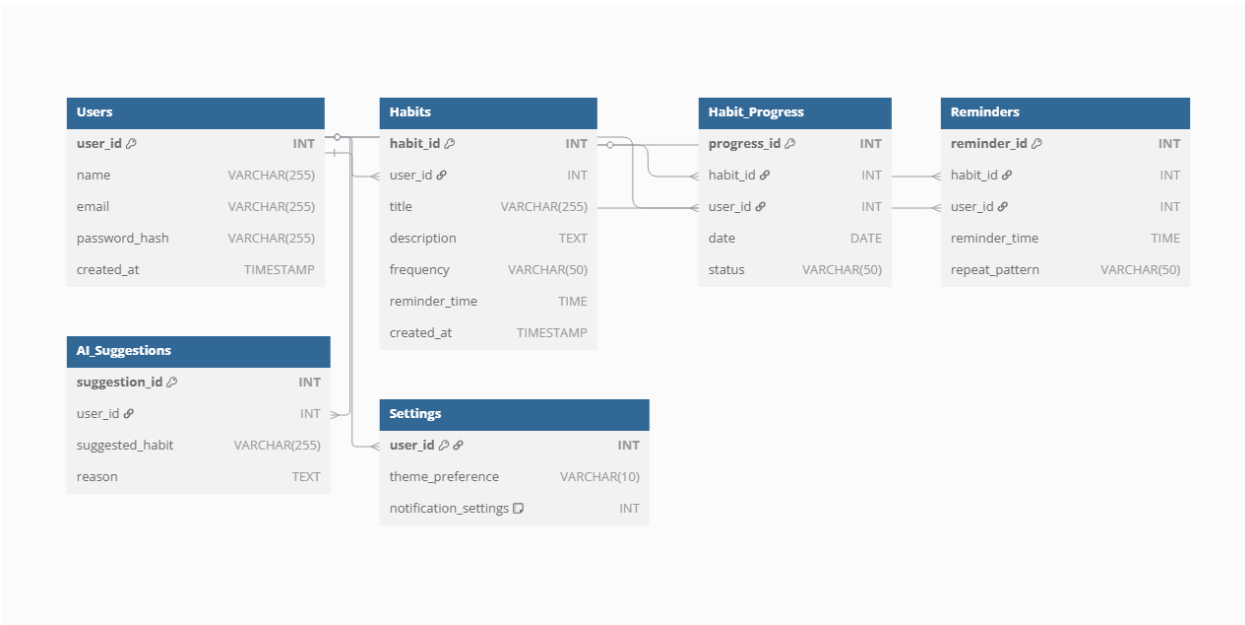 Users
user_id INT
name VARCHAR(255)
email VARCHAR(255)
password_hash VARCHAR(255)
created_at TIMESTAMP
Habits
habit_id INT
user_id INT
title VARCHAR(255)
description TEXT
frequency VARCHAR(50)
reminder_time TIME
created_at TIMESTAMP
Habit_Progress
progress_id INT
habit_id INT
user_id INT
date DATE
status VARCHAR(50)
Reminders
reminder_id INT
habit_id INT
user_id INT
reminder_time TIME
repeat_pattern VARCHAR(50)
AI_Suggestions
suggestion_id INT
user_id INT
suggested_habit VARCHAR(255)
reason TEXT
Settings
user_id INT
theme_preference VARCHAR(10)
notification_settings INT